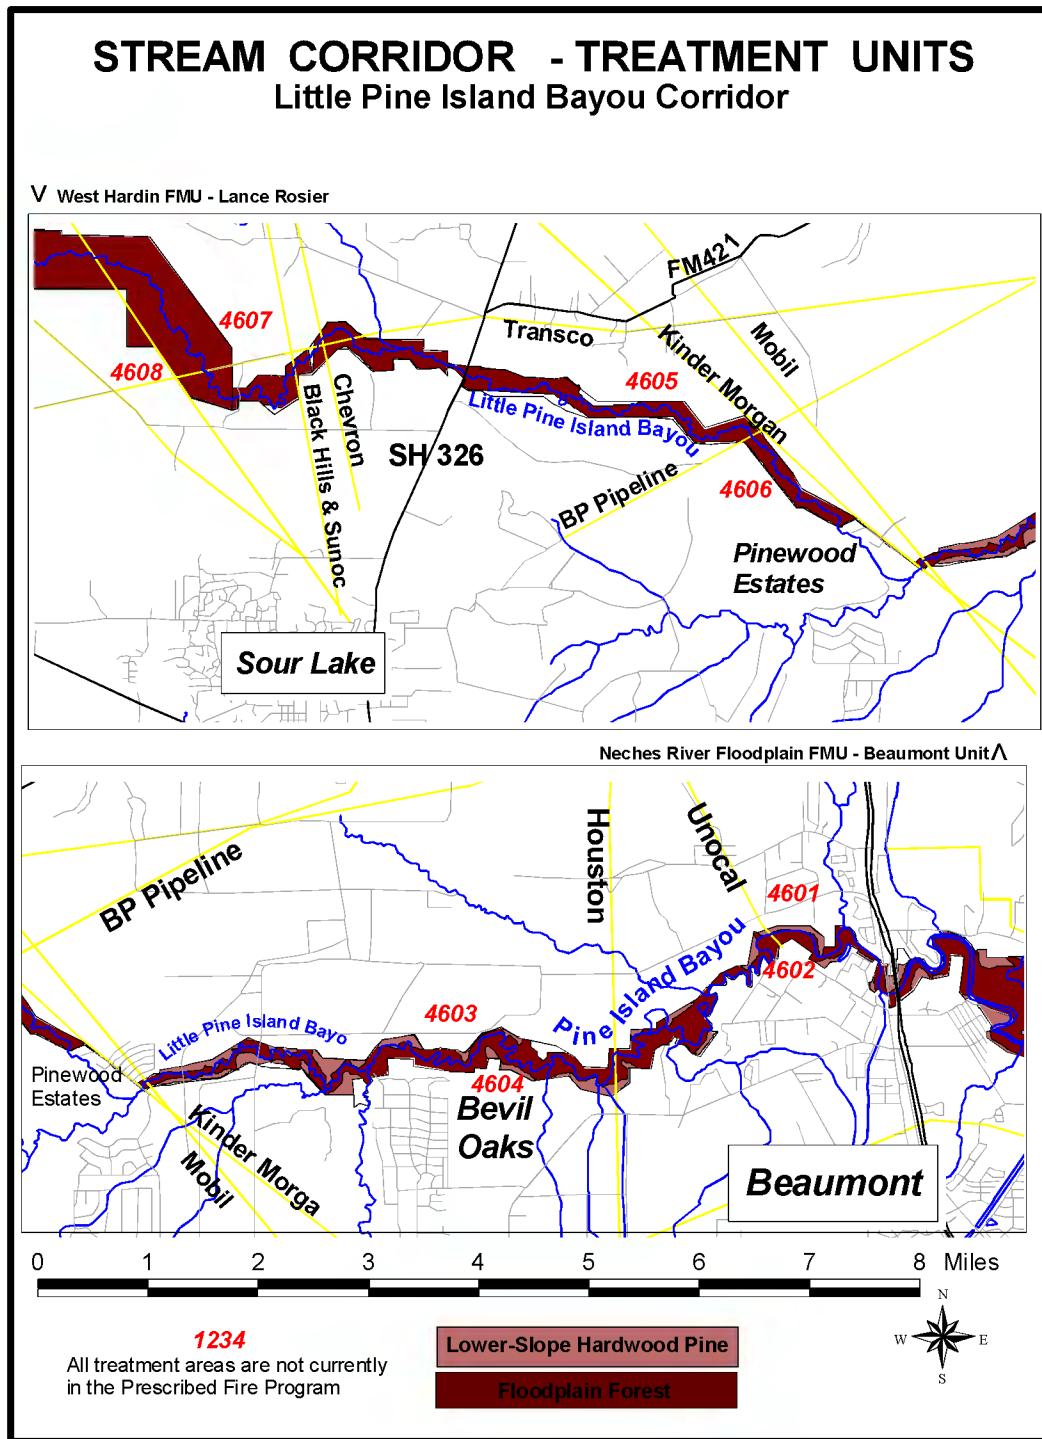 STREAM CORRIDOR - TREATMENT UNITS
Little Pine Island Bayou Corridor
V West Hardin FMU - Lance Rosier
FM421
4607
Transco
Mobil
4608
Kinder Morgan
4605
Chevron
Black Hills & Sunoc
Little Pine Island Bayou
SH 326
BP Pipeline
4606
Pinewood
Estates
Sour Lake
Neches River Floodplain FMU - Beaumont Unit Λ
Houston
Unocal
BP Pipeline
4601
Pine Island Bayou
4602
4603
Little Pine Island Bayo
Pinewood
Estates
4604
Bevil
Oaks
Kinder Morga
Mobil
Beaumont
0 1 2 3 4 5 6 7 8 Miles
N
W E
S
1234
All treatment areas are not currently
in the Prescribed Fire Program
Lower-Slope Hardwood Pine
Floodplain Forest